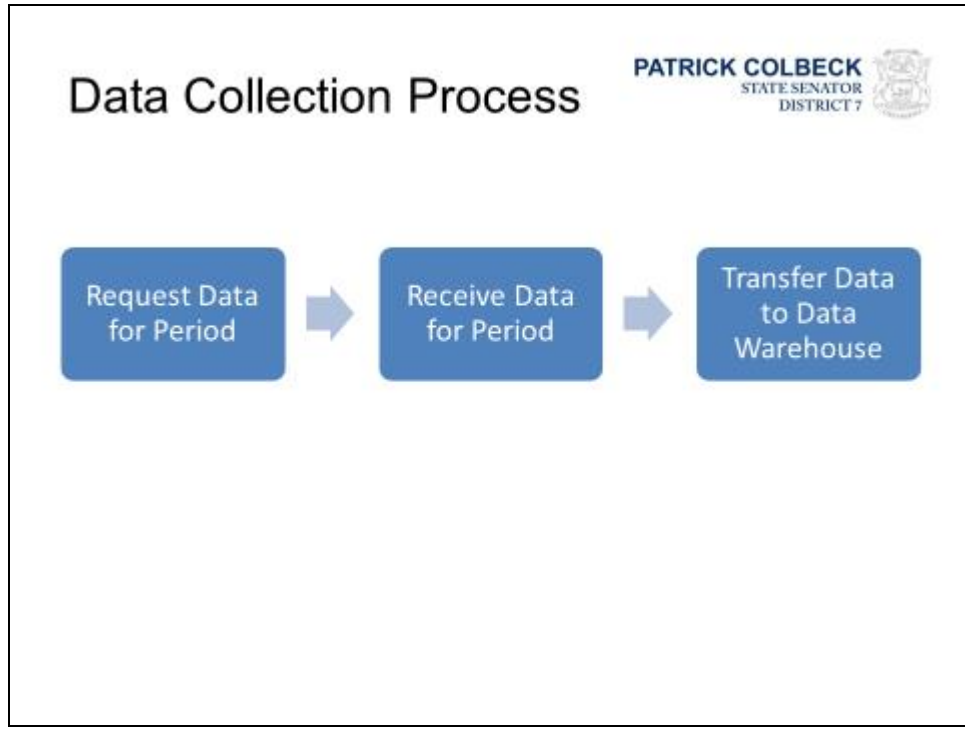 Data Collection Process
PATRICK COLBECK
STATE SENATOR
DISTRICT 7
Request Data
for Period
Receive Data
for Period
Transfer Data
to Data
Warehouse